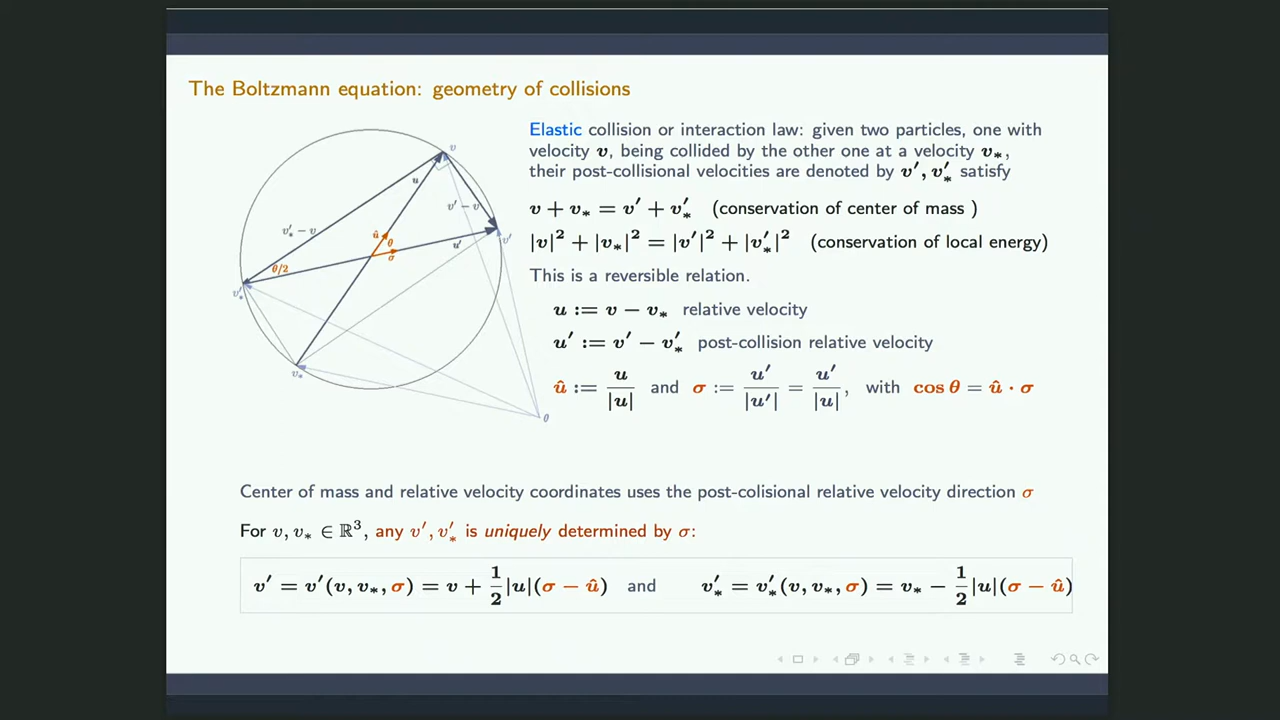 The Boltzmann equation: geometry of collisions
v
u
v' − v
v'∗ − v
û
θ
σ
u'
v'
θ/2
v'∗
v∗
0
Elastic collision or interaction law: given two particles, one with
velocity v, being collided by the other one at a velocity v∗,
their post-collisional velocities are denoted by v', v'∗ satisfy
v + v∗ = v' + v'∗ (conservation of center of mass )
|v|² + |v∗|² = |v'|² + |v'∗|² (conservation of local energy)
This is a reversible relation.
u := v − v∗ relative velocity
u' := v' − v'∗ post-collision relative velocity
û := u/|u| and σ := u'/|u'| = u'/|u|, with cos θ = û · σ
Center of mass and relative velocity coordinates uses the post-colisional relative velocity direction σ
For v, v∗ ∈ ℝ³, any v', v'∗ is uniquely determined by σ:
v' = v'(v, v∗, σ) = v + 1/2|u|(σ − û) and v'∗ = v'∗(v, v∗, σ) = v∗ − 1/2|u|(σ − û)